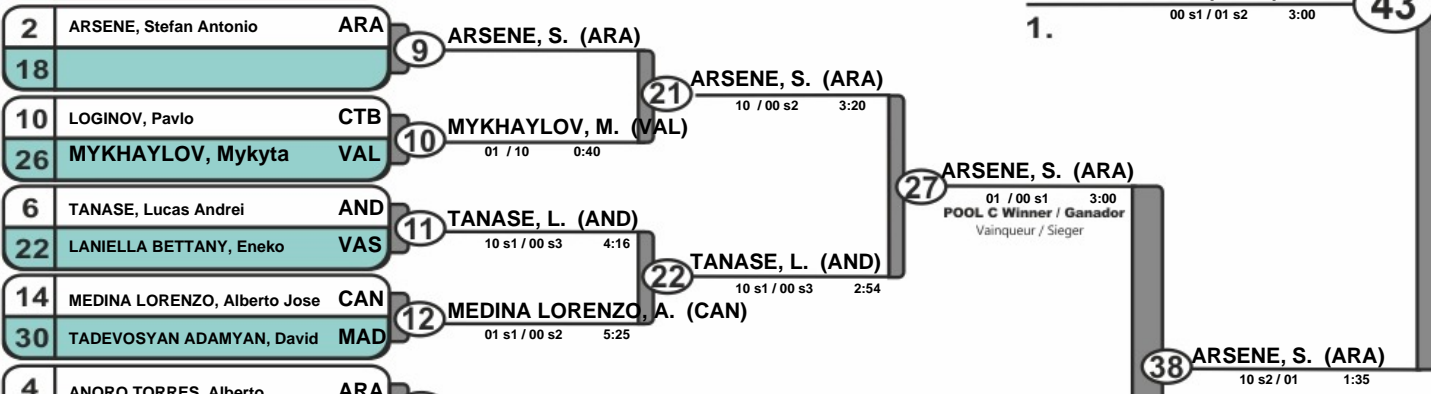 2 ARSENE, Stefan Antonio ARA
18
9 ARSENE, S. (ARA)
10 LOGINOV, Pavlo CTB
26 MYKHAYLOV, Mykyta VAL
10 MYKHAYLOV, M. (VAL)
01 / 10 0:40
21 ARSENE, S. (ARA)
10 / 00 s2 3:20
6 TANASE, Lucas Andrei AND
22 LANIELLA BETTANY, Eneko VAS
11 TANASE, L. (AND)
10 s1 / 00 s3 4:16
14 MEDINA LORENZO, Alberto Jose CAN
30 TADEVOSYAN ADAMYAN, David MAD
12 MEDINA LORENZO, A. (CAN)
01 s1 / 00 s2 5:25
22 TANASE, L. (AND)
10 s1 / 00 s3 2:54
27 ARSENE, S. (ARA)
01 / 00 s1 3:00
POOL C Winner / Ganador
Vainqueur / Sieger
4 ANORO TORRES, Alberto ARA
00 s1 / 01 s2 3:00
43
1.
38 ARSENE, S. (ARA)
10 s2 / 01 1:35